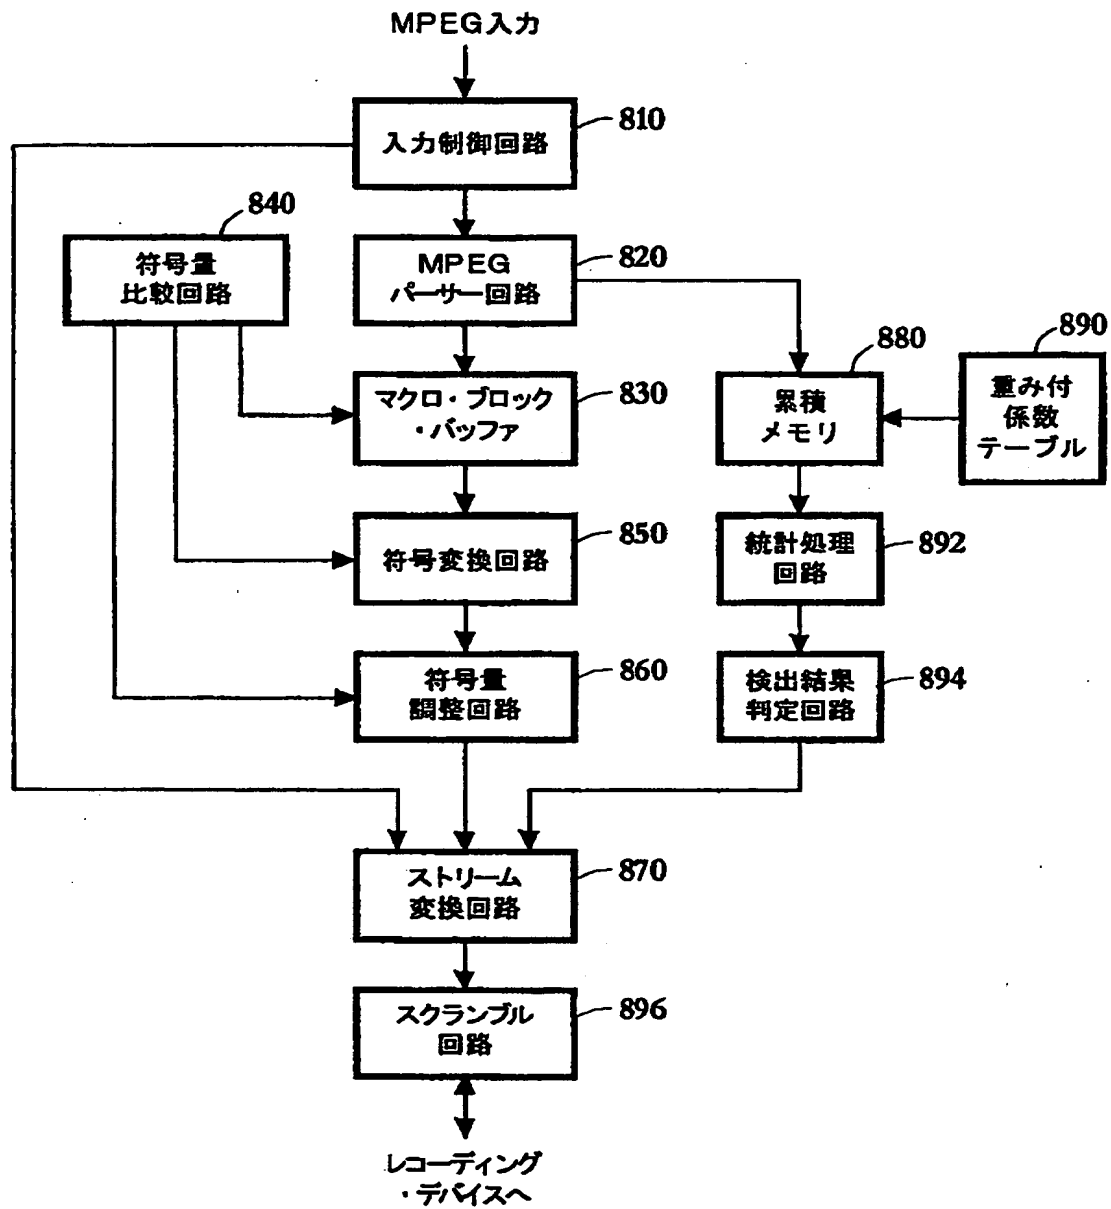 MPEG入力
入力制御回路
810
840
符号量
比較回路
MPEG
パーサー回路
820
マクロ・ブロック
・バッファ
830
880
累積
メモリ
890
重み付
係数
テーブル
符号変換回路
850
統計処理
回路
892
符号量
調整回路
860
検出結果
判定回路
894
ストリーム
変換回路
870
スクランブル
回路
896
レコーディング
・デバイスへ